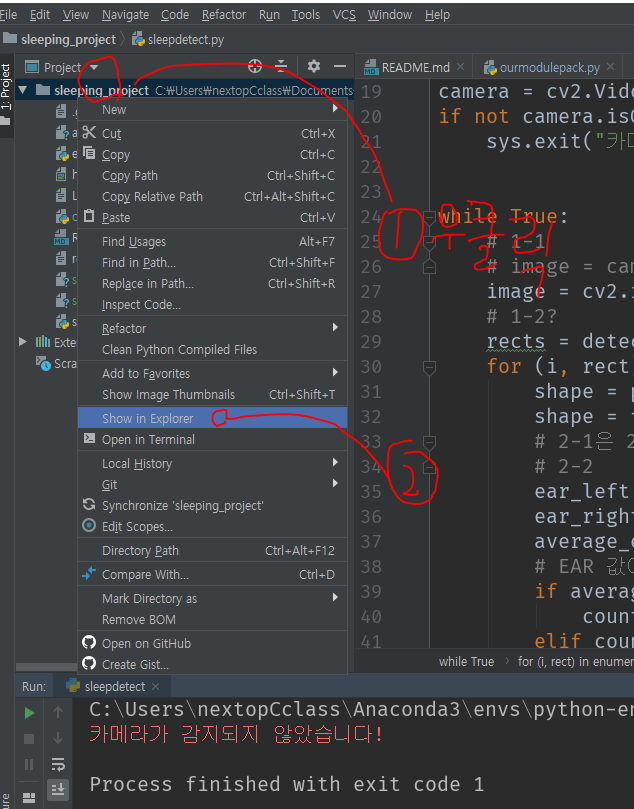 File Edit View Navigate Code Refactor Run Tools VCS Window Help
sleeping_project sleepdetect.py
1: Project
Project
README.md
ourmodulepack.py
sleeping_project C:₩Users₩nextopCclass₩Documents
New
Cut Ctrl+X
Copy Ctrl+C
Copy Path Ctrl+Shift+C
Copy Relative Path Ctrl+Alt+Shift+C
Paste Ctrl+V
Find Usages Alt+F7
Find in Path... Ctrl+Shift+F
Replace in Path... Ctrl+Shift+R
Inspect Code...
Refactor
Clean Python Compiled Files
Add to Favorites
Show Image Thumbnails Ctrl+Shift+T
Show in Explorer
Open in Terminal
Local History
Git
Synchronize 'sleeping_project'
Edit Scopes...
Directory Path Ctrl+Alt+F12
Compare With... Ctrl+D
Mark Directory as
Remove BOM
Open on GitHub
Create Gist...
Exte
Scra
19 camera = cv2.Vide
20 if not camera.isO
21 sys.exit("카메
22
23
24 while True:
25 # 1-1
26 # image = cam
27 image = cv2.i
28 # 1-2?
29 rects = detec
30 for (i, rect
31 shape = p
32 shape =
33 # 2-1은 2
34 # 2-2
35 ear_left
36 ear_righ
37 average_e
38 # EAR 값이
39 if averag
40 coun
41 elif coun
1 우클릭
2
while True for (i, rect) in enumer
Run: sleepdetect
C:\Users\nextopCclass\Anaconda3\envs\python-en
카메라가 감지되지 않았습니다!
Process finished with exit code 1